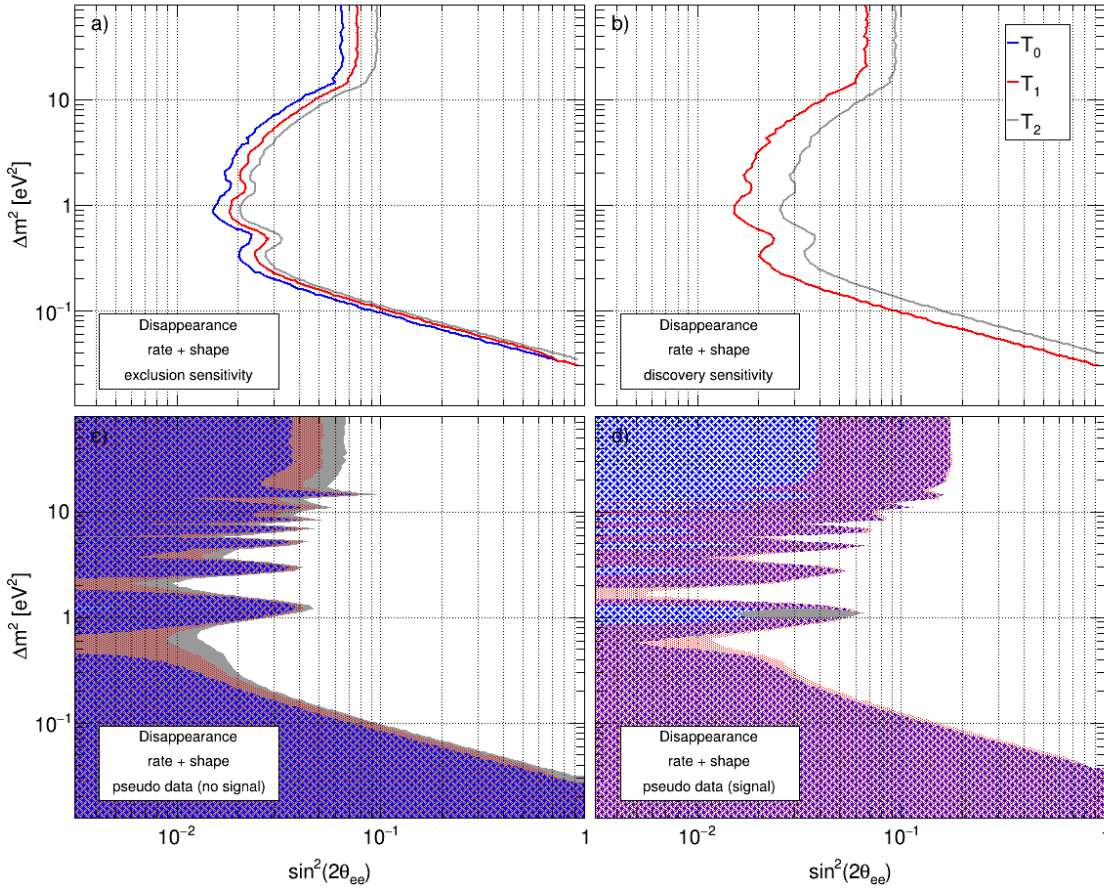 a)
b)
T₀
T₁
T₂
10
1
10⁻¹
Δm² [eV²]
Disappearance
rate + shape
exclusion sensitivity
Disappearance
rate + shape
discovery sensitivity
c)
d)
10
1
10⁻¹
Δm² [eV²]
Disappearance
rate + shape
pseudo data (no signal)
Disappearance
rate + shape
pseudo data (signal)
10⁻² 10⁻¹ 1
10⁻² 10⁻¹ 1
sin²(2θₑₑ)
sin²(2θₑₑ)